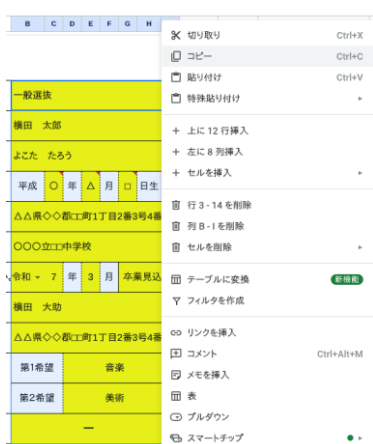 B C D E F G H
一般選抜
横田 太郎
よこた たろう
平成 〇 年 △ 月 □ 日生
△△県◇◇郡□□町1丁目2番3号4番
〇〇〇立□□中学校
令和 7 年 3 月 卒業見込
横田 大助
△△県◇◇郡□□町1丁目2番3号4番
第1希望 音楽
第2希望 美術
ー
切り取り Ctrl+X
コピー Ctrl+C
貼り付け Ctrl+V
特殊貼り付け
上に 12 行挿入
左に 8 列挿入
セルを挿入
行 3 - 14 を削除
列 B - I を削除
セルを削除
テーブルに変換 新機能
フィルタを作成
リンクを挿入
コメント Ctrl+Alt+M
メモを挿入
表
プルダウン
スマートチップ